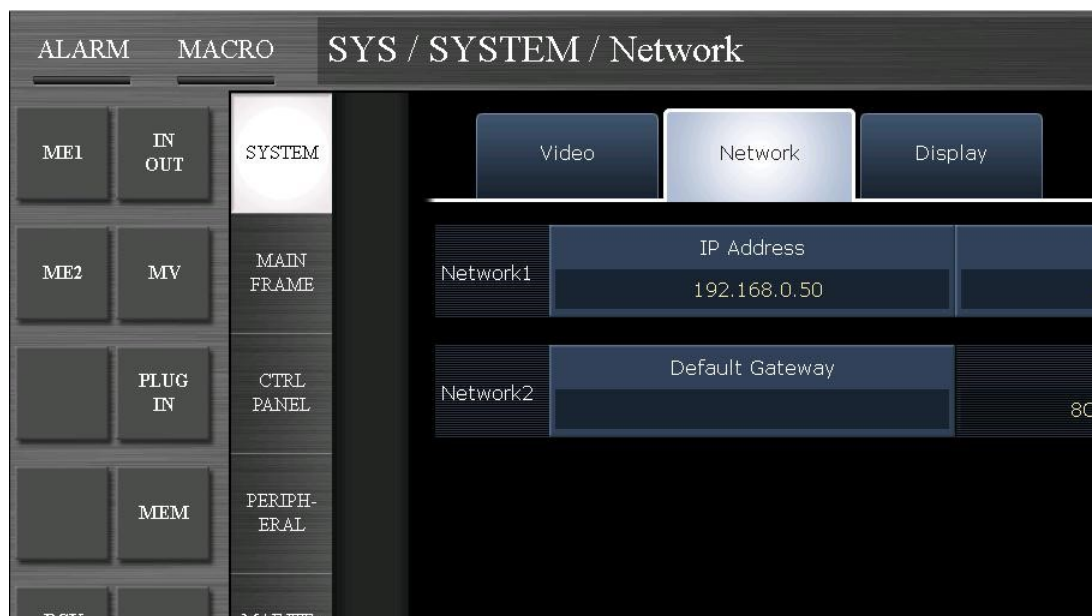 ALARM MACRO SYS / SYSTEM / Network
ME1
IN
OUT
SYSTEM
Video Network Display
ME2
MV
MAIN
FRAME
Network1
IP Address
192.168.0.50
PLUG
IN
CTRL
PANEL
Network2
Default Gateway
MEM
PERIPH-
ERAL